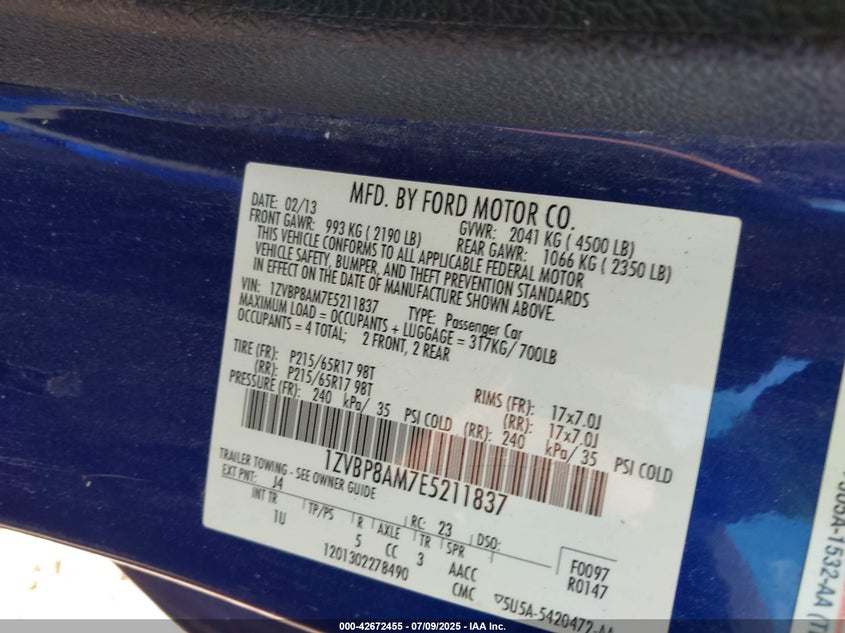 MFD. BY FORD MOTOR CO.
DATE: 02/13 GVWR: 2041 KG ( 4500 LB)
FRONT GAWR: 993 KG ( 2190 LB) REAR GAWR: 1066 KG ( 2350 LB)
THIS VEHICLE CONFORMS TO ALL APPLICABLE FEDERAL MOTOR
VEHICLE SAFETY, BUMPER, AND THEFT PREVENTION STANDARDS
IN EFFECT ON THE DATE OF MANUFACTURE SHOWN ABOVE.
VIN: 1ZVBP8AM7E5211837 TYPE: Passenger Car
MAXIMUM LOAD = OCCUPANTS + LUGGAGE = 317KG/ 700LB
OCCUPANTS = 4 TOTAL; 2 FRONT, 2 REAR
TIRE (FR): P215/65R17 98T RIMS (FR): 17x7.0J
(RR): P215/65R17 98T (RR): 17x7.0J
PRESSURE (FR): 240 kPa/ 35 PSI COLD (RR): 240 kPa/ 35 PSI COLD
1ZVBP8AM7E5211837
TRAILER TOWING - SEE OWNER GUIDE
EXT PNT: J4 RC: 23 DSO:
INT TR TP/PS R AXLE TR SPR F0097
1U 5 CC 3 AACC R0147
1201302278490 CMC 5U5A-5420472-AA
000-42672455 - 07/09/2025 - IAA Inc.